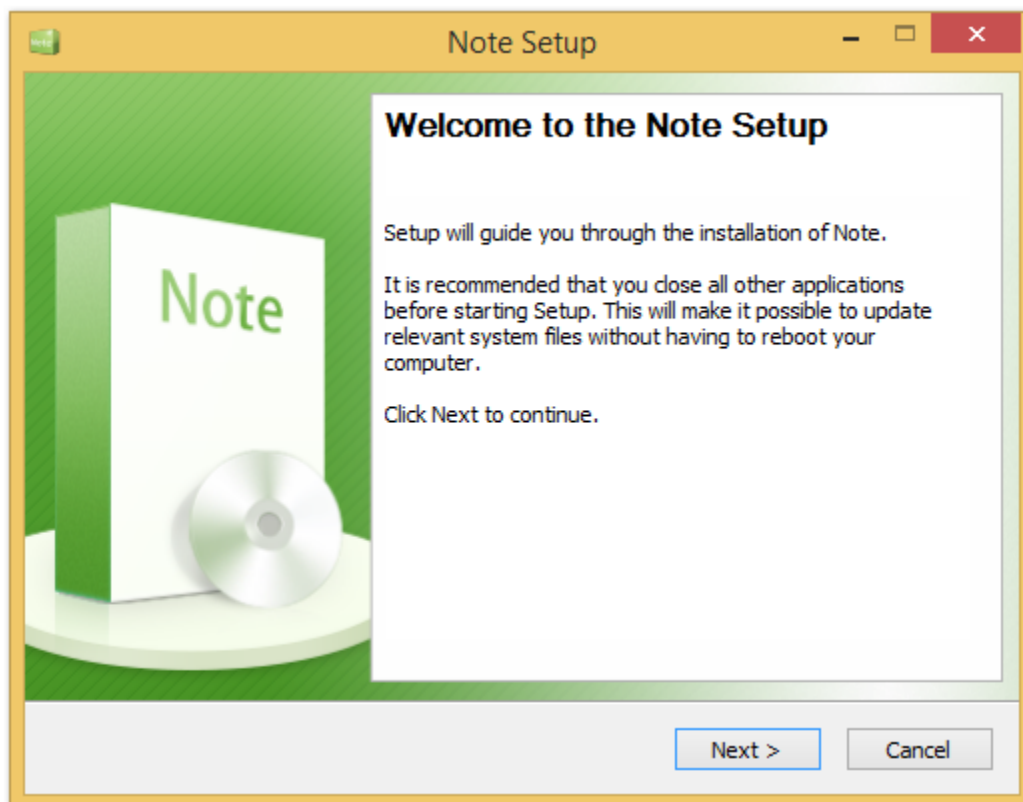 Note Setup
Welcome to the Note Setup
Setup will guide you through the installation of Note.
It is recommended that you close all other applications
before starting Setup. This will make it possible to update
relevant system files without having to reboot your
computer.
Click Next to continue.
Note
Next >
Cancel